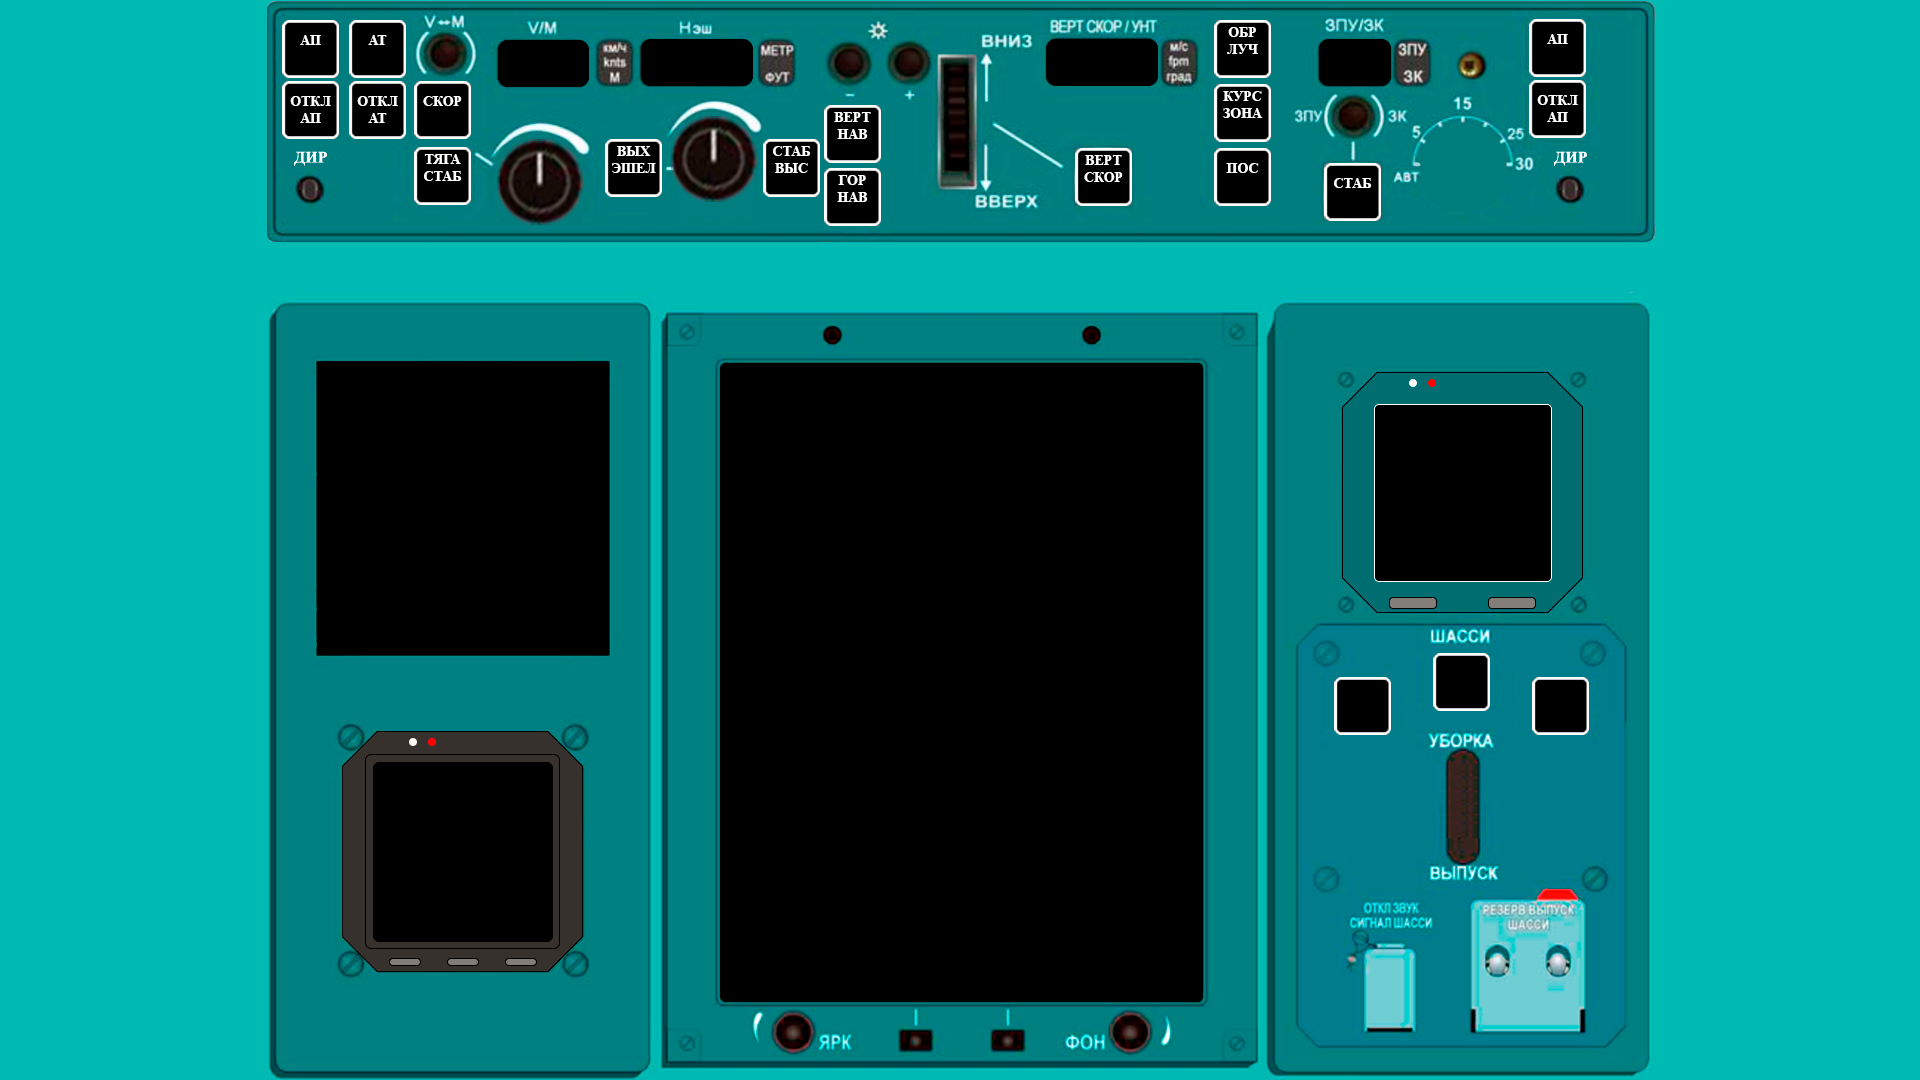 АП
АТ
V↔М
ОТКЛ
АП
ОТКЛ
АТ
СКОР
ДИР
ТЯГА
СТАБ
V/М
км/ч
knts
М
Нэш
МЕТР
ФУТ
ВЫХ
ЭШЕЛ
СТАБ
ВЫС
−
+
ВЕРТ
НАВ
ГОР
НАВ
ВНИЗ
ВВЕРХ
ВЕРТ СКОР / УНТ
м/с
fpm
град
ВЕРТ
СКОР
ОБР
ЛУЧ
КУРС
ЗОНА
ПОС
ЗПУ/ЗК
ЗПУ
ЗК
ЗПУ
ЗК
СТАБ
АВТ
5
15
25
30
АП
ОТКЛ
АП
ДИР
ЯРК
ФОН
ШАССИ
УБОРКА
ВЫПУСК
ОТКЛ ЗВУК
СИГНАЛ ШАССИ
РЕЗЕРВ ВЫПУСК
ШАССИ